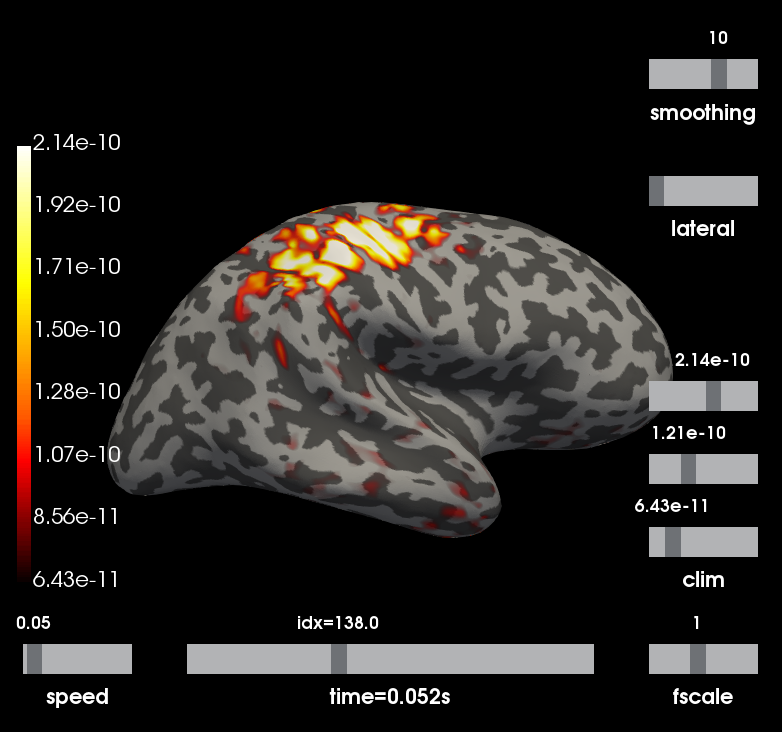 10
smoothing
lateral
2.14e-10
1.92e-10
1.71e-10
1.50e-10
1.28e-10
1.07e-10
8.56e-11
6.43e-11
2.14e-10
1.21e-10
6.43e-11
clim
0.05
speed
idx=138.0
time=0.052s
1
fscale